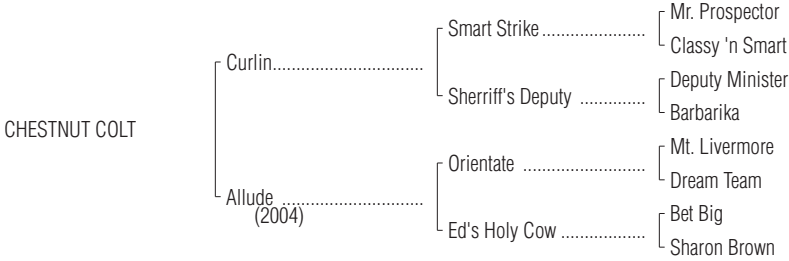 Mr. Prospector
Smart Strike......................
Classy 'n Smart
Curlin................................
Deputy Minister
Sherriff's Deputy ..............
Barbarika
CHESTNUT COLT
Mt. Livermore
Orientate ..........................
Dream Team
Allude ..............................
(2004)
Bet Big
Ed's Holy Cow ..................
Sharon Brown